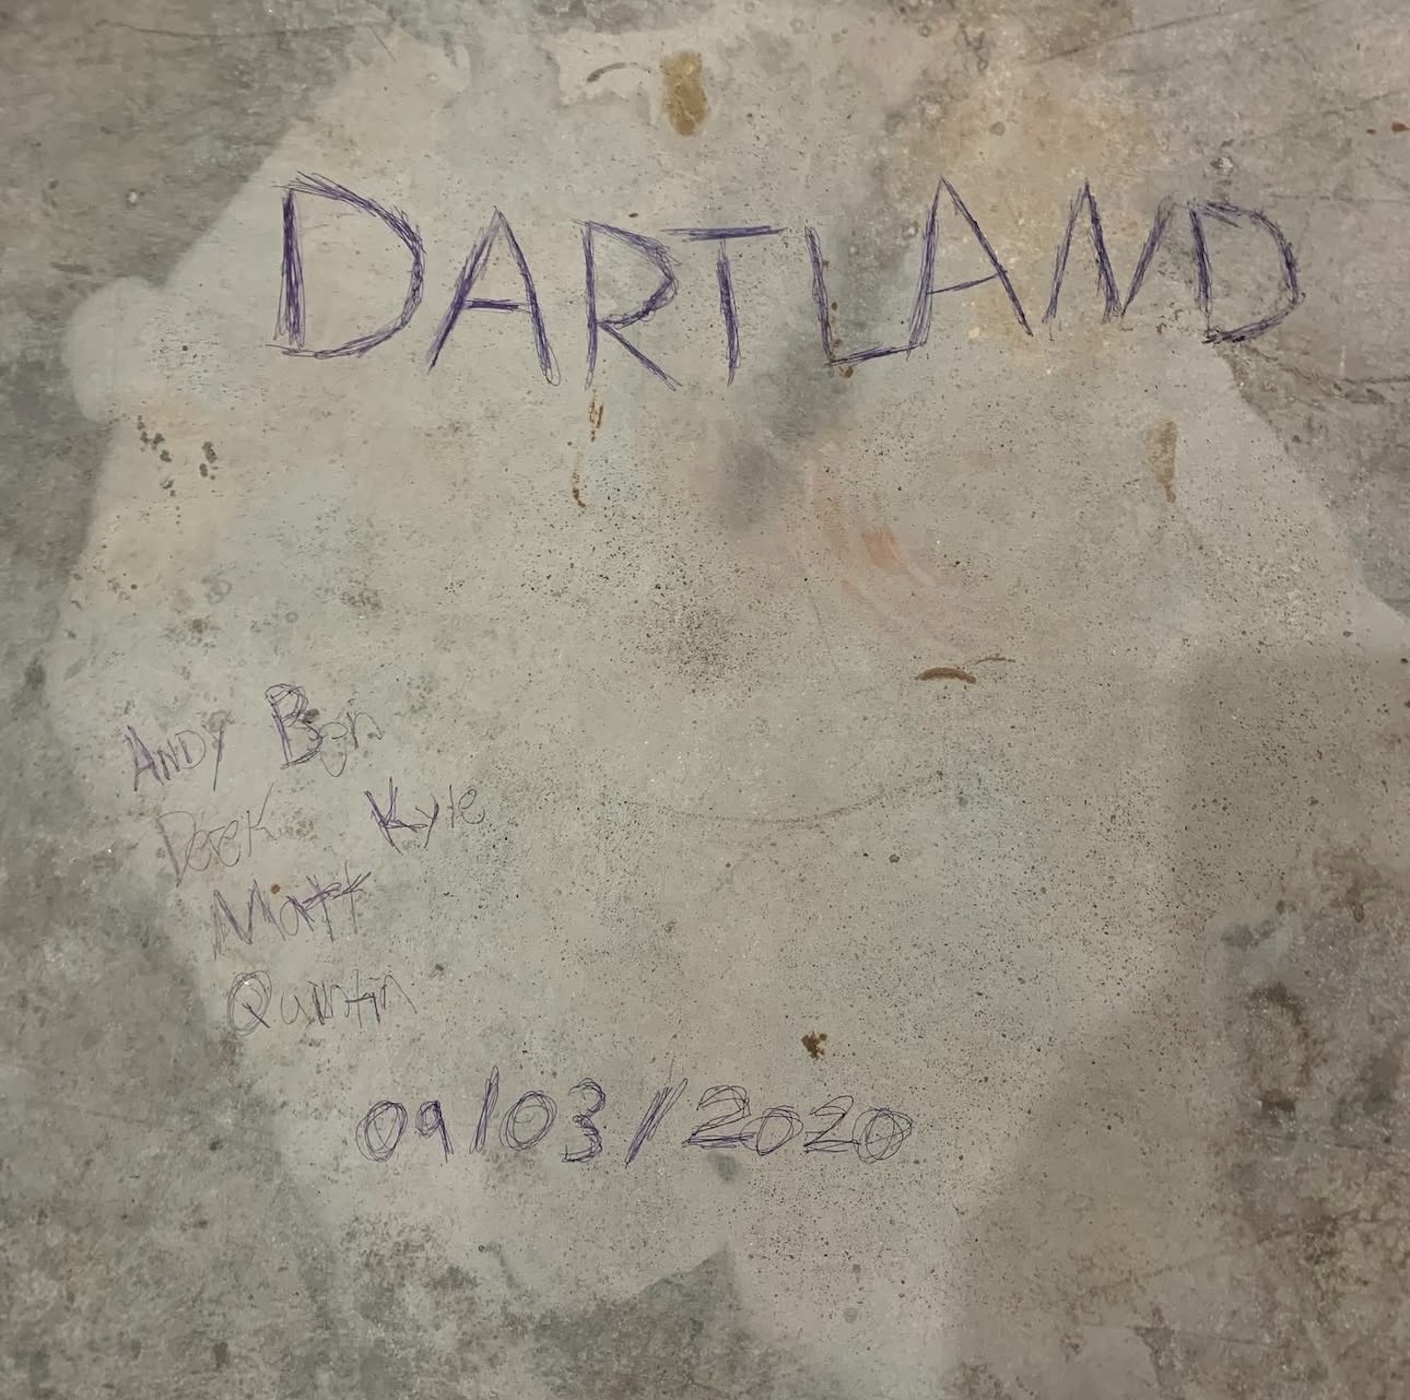 DARTLAND
ANDY Ben
Derek Kyle
Matt
Quintin
09/03/2020